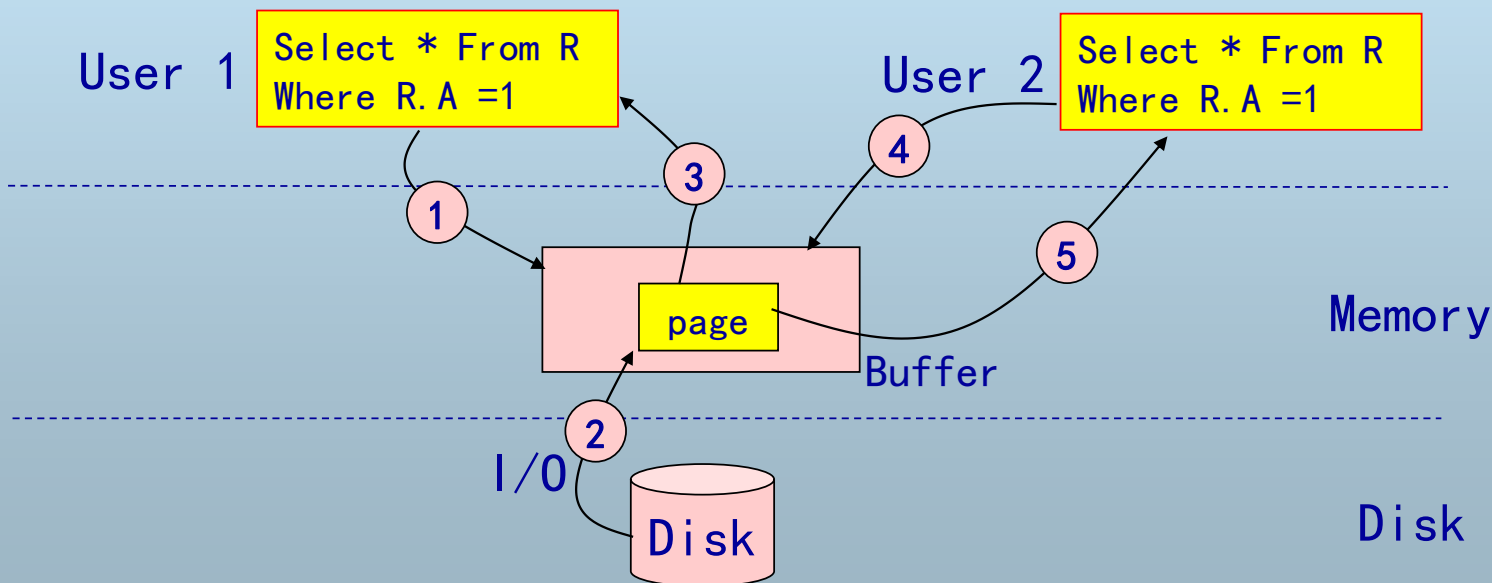 User 1
Select * From R
Where R.A =1
User 2
Select * From R
Where R.A =1
4
3
1
5
page
Memory
Buffer
2
I/O
Disk
Disk